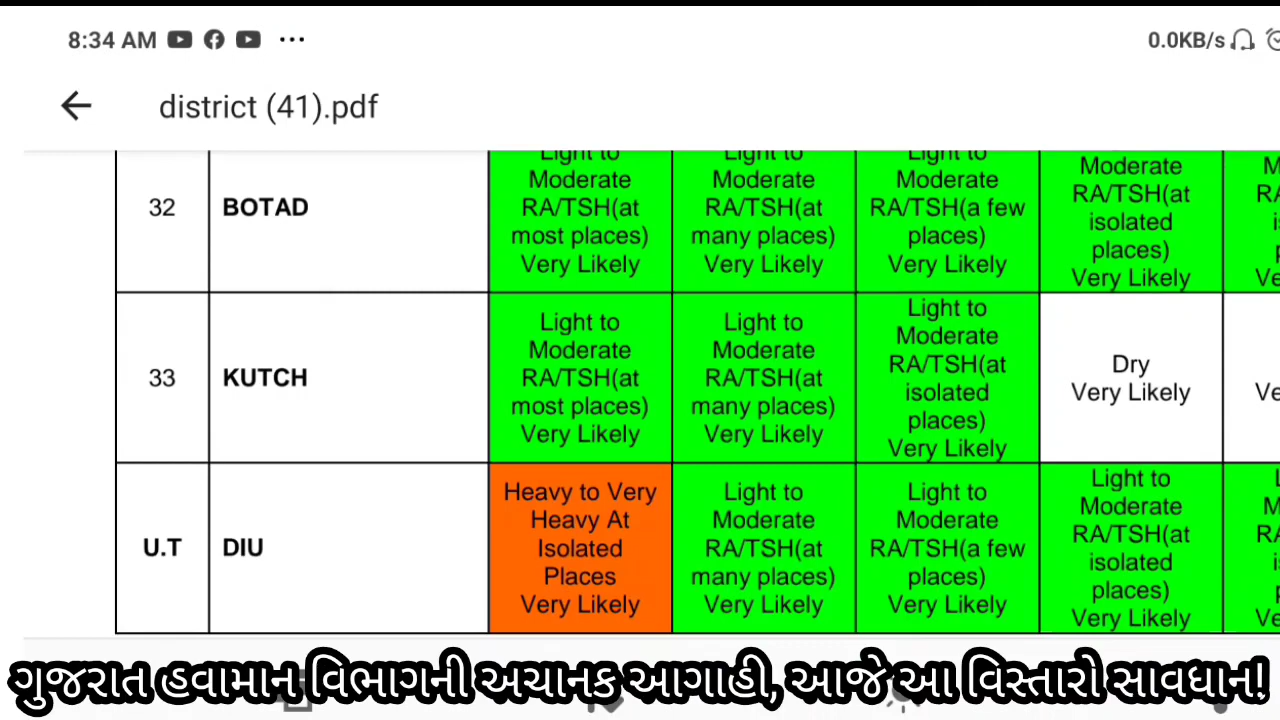 8:34 AM ... 0.0KB/s
district (41).pdf
32 BOTAD
Light to
Moderate
RA/TSH(at
most places)
Very Likely
Light to
Moderate
RA/TSH(at
many places)
Very Likely
Light to
Moderate
RA/TSH(a few
places)
Very Likely
Moderate
RA/TSH(at
isolated
places)
Very Likely
33 KUTCH
Light to
Moderate
RA/TSH(at
most places)
Very Likely
Light to
Moderate
RA/TSH(at
many places)
Very Likely
Light to
Moderate
RA/TSH(at
isolated
places)
Very Likely
Dry
Very Likely
U.T DIU
Heavy to Very
Heavy At
Isolated
Places
Very Likely
Light to
Moderate
RA/TSH(at
many places)
Very Likely
Light to
Moderate
RA/TSH(a few
places)
Very Likely
Light to
Moderate
RA/TSH(at
isolated
places)
Very Likely
ગુજરાત હવામાન વિભાગની અચાનક આગાહી, આજે આ વિસ્તારો સાવધાન!